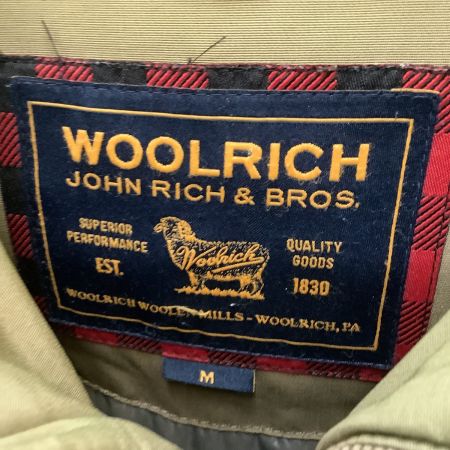 WOOLRICH
JOHN RICH & BROS.
SUPERIOR
PERFORMANCE
EST.
Woolrich
QUALITY
GOODS
1830
WOOLRICH WOOLEN MILLS - WOOLRICH, PA
M